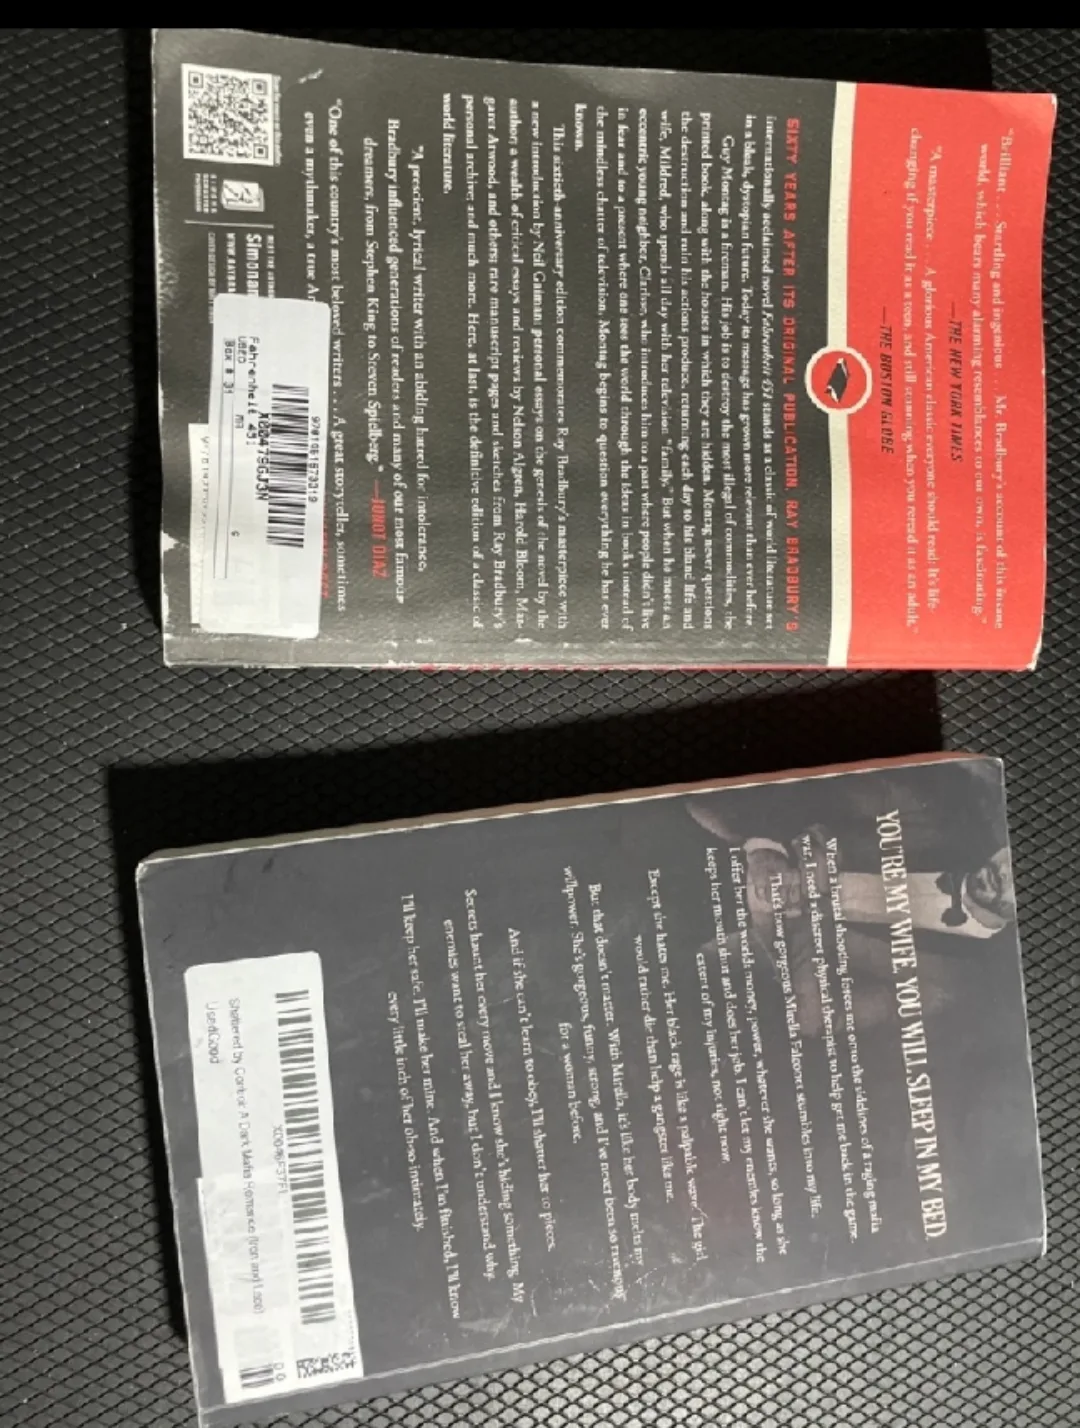 "Brilliant . . . Startling and ingenious . . . Mr. Bradbury's account of this insane
world, which bears many alarming resemblances to our own, is fascinating."
—THE NEW YORK TIMES
"A masterpiece . . . A glorious American classic everyone should read: It's life-
changing if you read it as a teen, and still stunning when you reread it as an adult."
—THE BOSTON GLOBE
SIXTY YEARS AFTER ITS ORIGINAL PUBLICATION, RAY BRADBURY'S
internationally acclaimed novel Fahrenheit 451 stands as a classic of world literature set
in a bleak, dystopian future. Today its message has grown more relevant than ever before
Guy Montag is a fireman. His job is to destroy the most illegal of commodities, the
printed book, along with the houses in which they are hidden. Montag never questions
the destruction and ruin his actions produce, returning each day to his bland life and
wife, Mildred, who spends all day with her television "family." But when he meets an
eccentric young neighbor, Clarisse, who introduces him to a past where people didn't live
in fear and to a present where one sees the world through the ideas in books instead of
the mindless chatter of television, Montag begins to question everything he has ever
known.
This sixtieth-anniversary edition commemorates Ray Bradbury's masterpiece with
a new introduction by Neil Gaiman; personal essays on the genesis of the novel by the
author; a wealth of critical essays and reviews by Nelson Algren, Harold Bloom, Mar-
garet Atwood, and others; rare manuscript pages and sketches from Ray Bradbury's
personal archive; and much more. Here, at last, is the definitive edition of a classic of
world literature.
"A prescient, lyrical writer with an abiding hatred for intolerance,
Bradbury influenced generations of readers and many of our most famous
dreamers, from Stephen King to Steven Spielberg." —JUNOT DÍAZ
"One of this country's most beloved writers . . . A great storyteller, sometimes
even a mythmaker, a true Am
9781451673319
X00479GJ3N
Fahrenheit 451
USED
Box # 31
YOU'RE MY WIFE. YOU WILL SLEEP IN MY BED.
When a brutal shooting forces me onto the sidelines of a raging mafia
war, I need a discreet physical therapist to help get me back in the game.
That's how gorgeous Mirella Falconet stumbles into my life.
I offer her the world: money, power, whatever she wants, so long as she
keeps her mouth shut and does her job. I can't let my enemies know the
extent of my injuries, not right now.
Except she hates me. Her black rage is like a palpable wave. The girl
would rather die than help a gangster like me.
But that doesn't matter. With Mirella, it's like her body melts my
willpower. She's gorgeous, funny, strong, and I've never been so ravenous
for a woman before.
And if she can't learn to obey, I'll shatter her to pieces.
Secrets haunt her every move and I know she's hiding something. My
enemies want to steal her away, but I don't understand why.
I'll keep her safe. I'll make her mine. And when I'm finished, I'll know
every little inch of her oh-so intimately.
Shattered by Control: A Dark Mafia Romance (Iron and Lace)
Used|Good